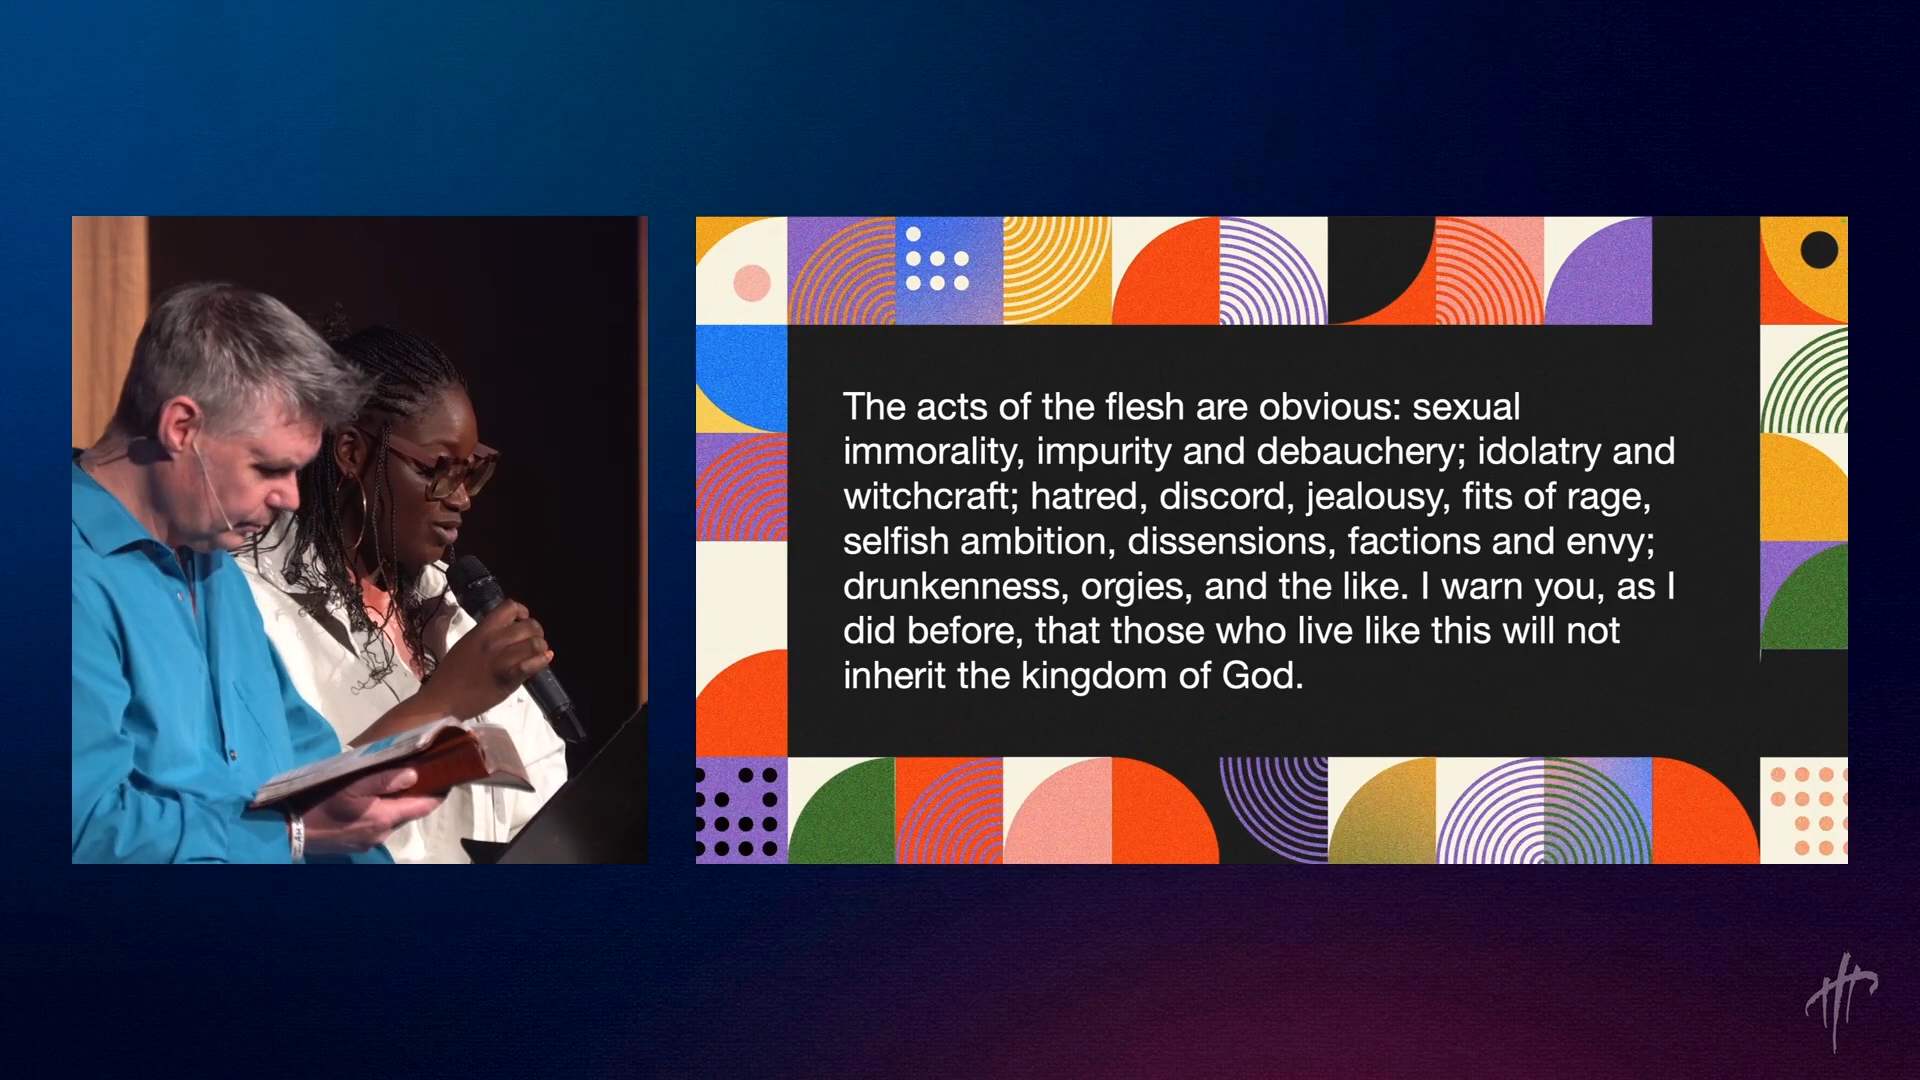 The acts of the flesh are obvious: sexual
immorality, impurity and debauchery; idolatry and
witchcraft; hatred, discord, jealousy, fits of rage,
selfish ambition, dissensions, factions and envy;
drunkenness, orgies, and the like. I warn you, as I
did before, that those who live like this will not
inherit the kingdom of God.